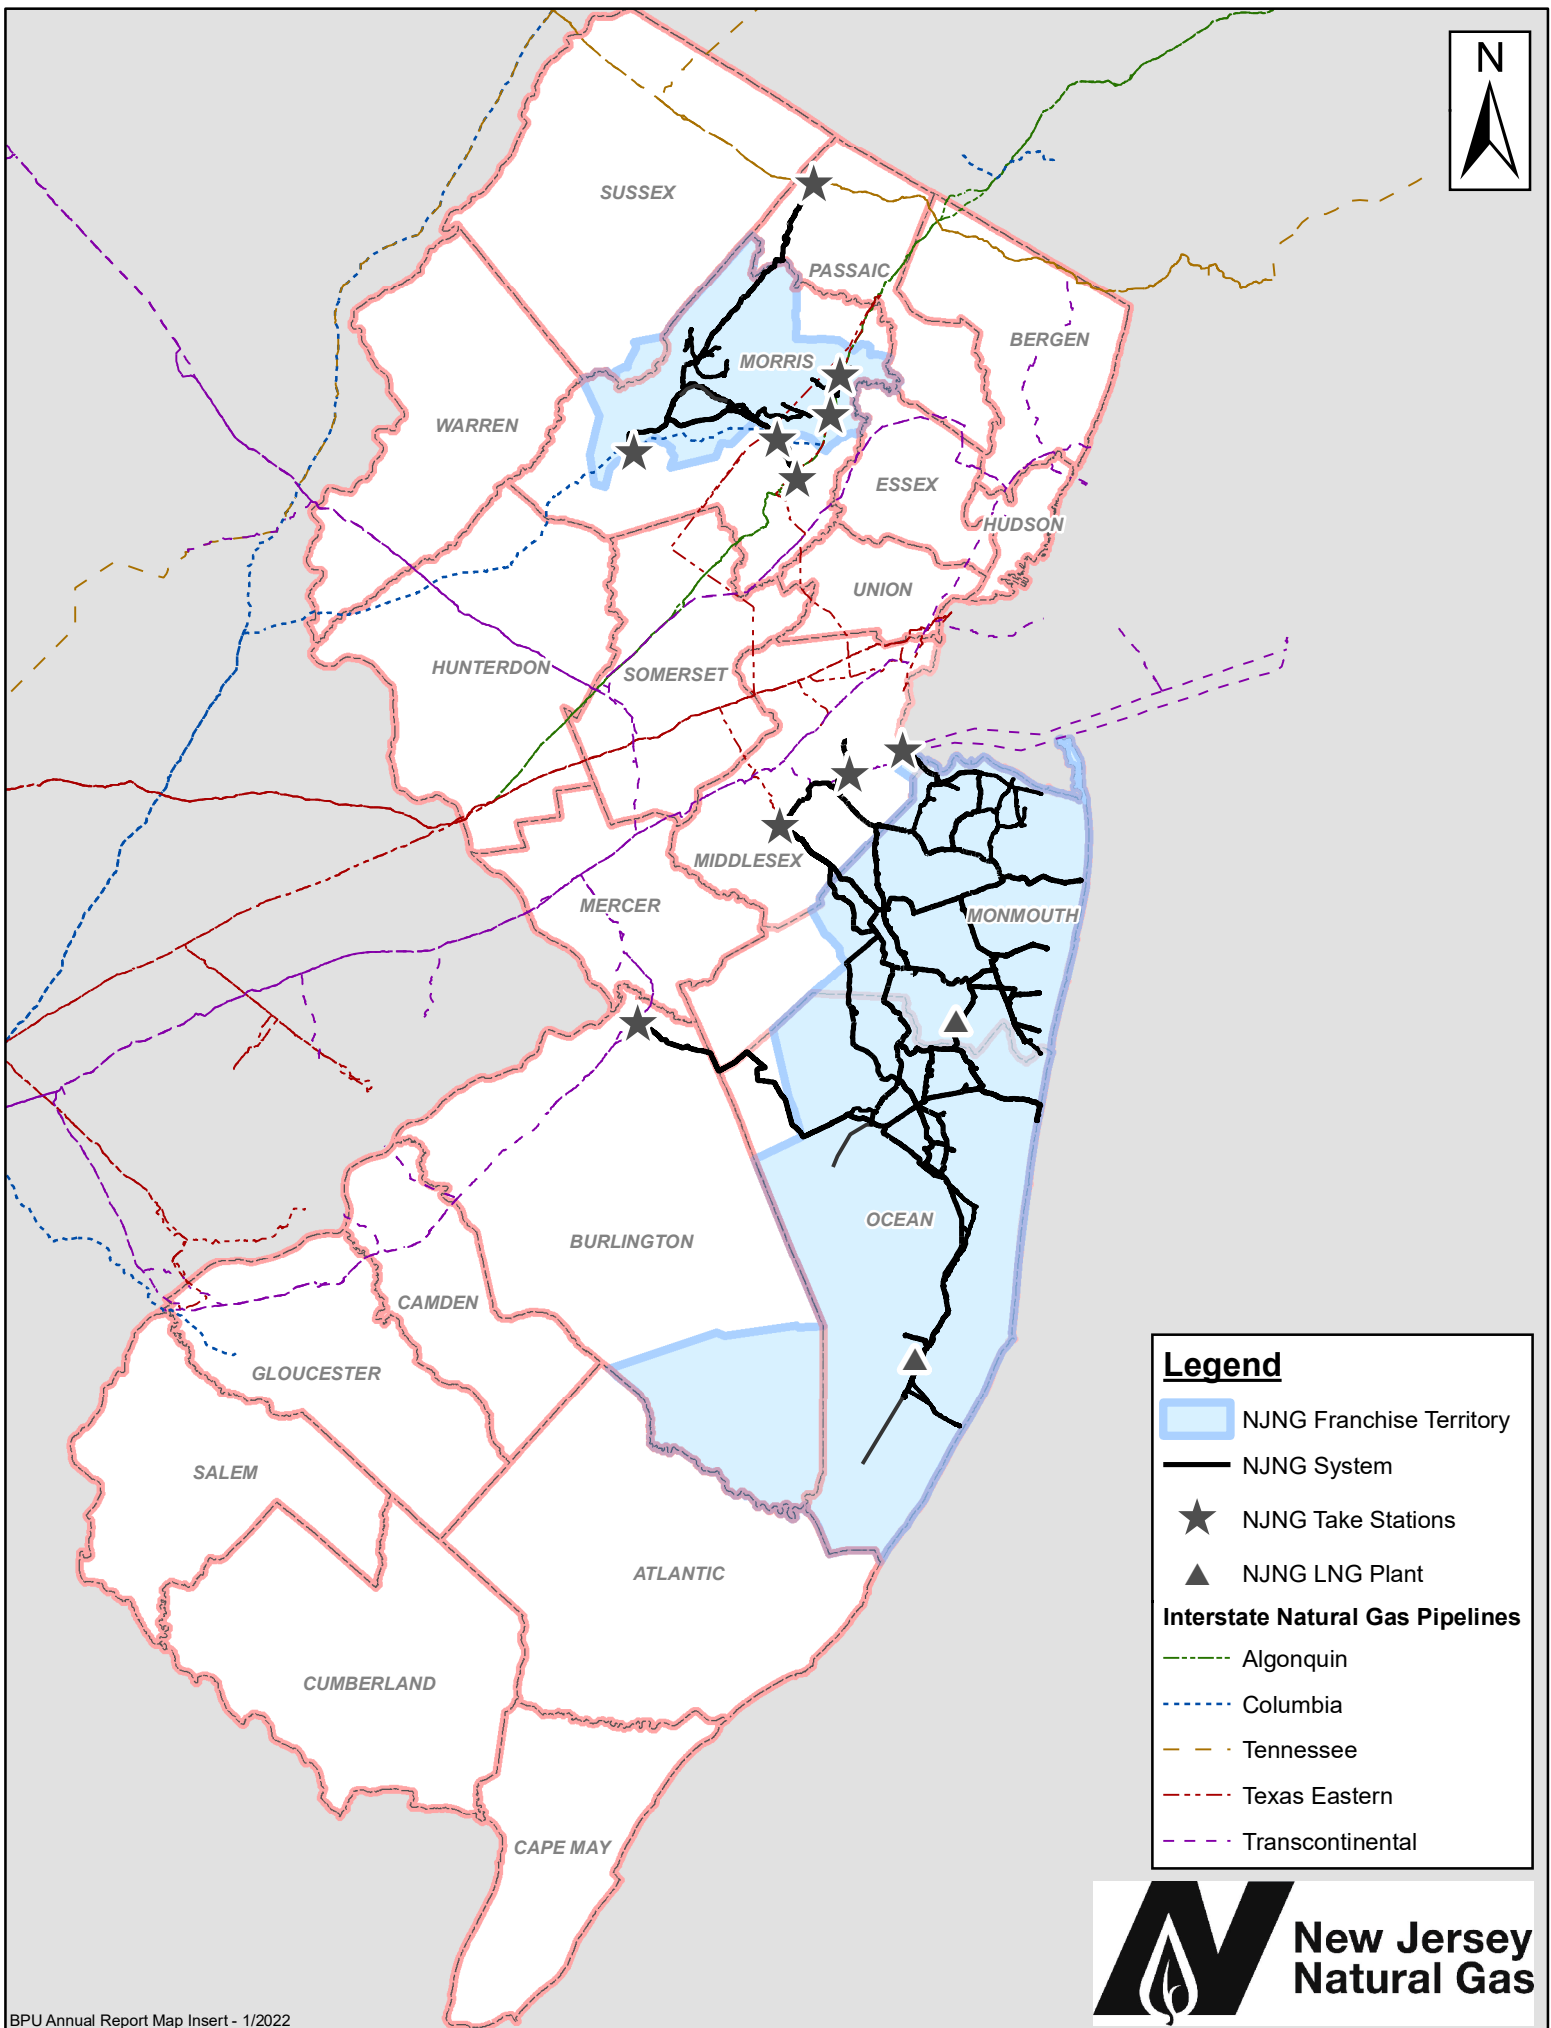 N
SUSSEX
PASSAIC
BERGEN
MORRIS
WARREN
ESSEX
HUDSON
UNION
HUNTERDON
SOMERSET
MIDDLESEX
MERCER
MONMOUTH
OCEAN
BURLINGTON
CAMDEN
GLOUCESTER
SALEM
ATLANTIC
CUMBERLAND
CAPE MAY
Legend
NJNG Franchise Territory
NJNG System
NJNG Take Stations
NJNG LNG Plant
Interstate Natural Gas Pipelines
Algonquin
Columbia
Tennessee
Texas Eastern
Transcontinental
New Jersey
Natural Gas
BPU Annual Report Map Insert - 1/2022